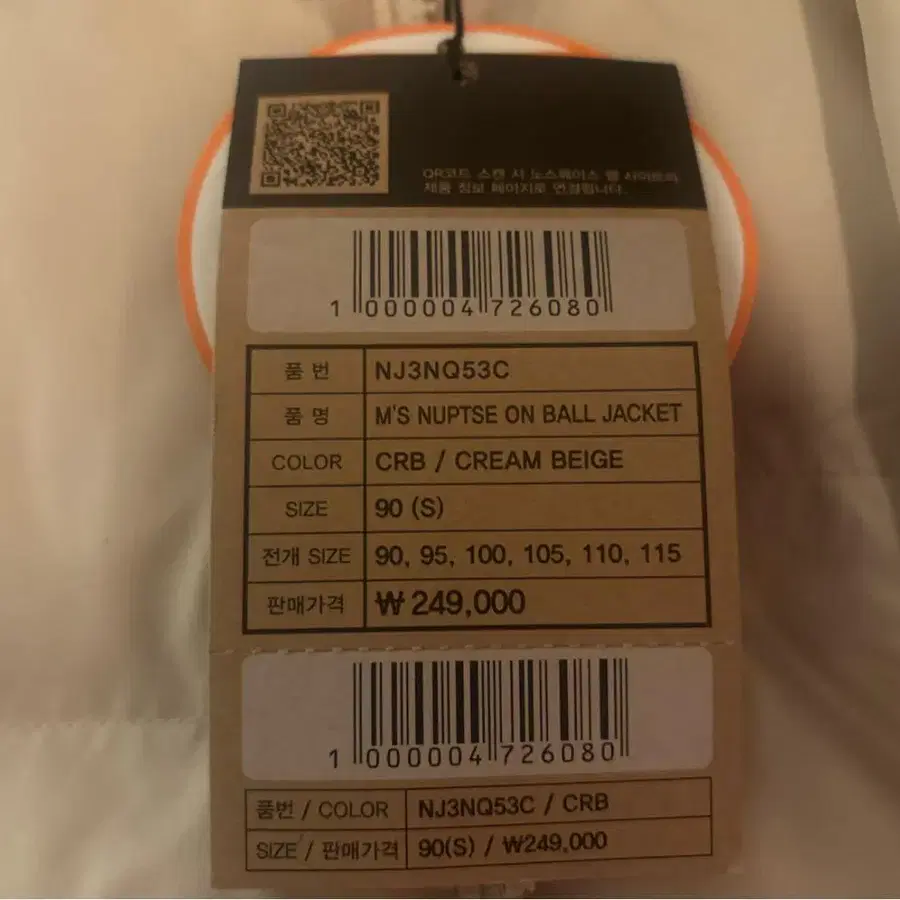 QR코드 스캔 시 노스페이스 웹 사이트의
제품 정보 페이지로 연결됩니다.
1 000004 726080
품 번 NJ3NQ53C
품 명 M'S NUPTSE ON BALL JACKET
COLOR CRB / CREAM BEIGE
SIZE 90 (S)
전개 SIZE 90, 95, 100, 105, 110, 115
판매가격 ₩ 249,000
1 000004 726080
품번 / COLOR NJ3NQ53C / CRB
SIZE / 판매가격 90(S) / ₩249,000